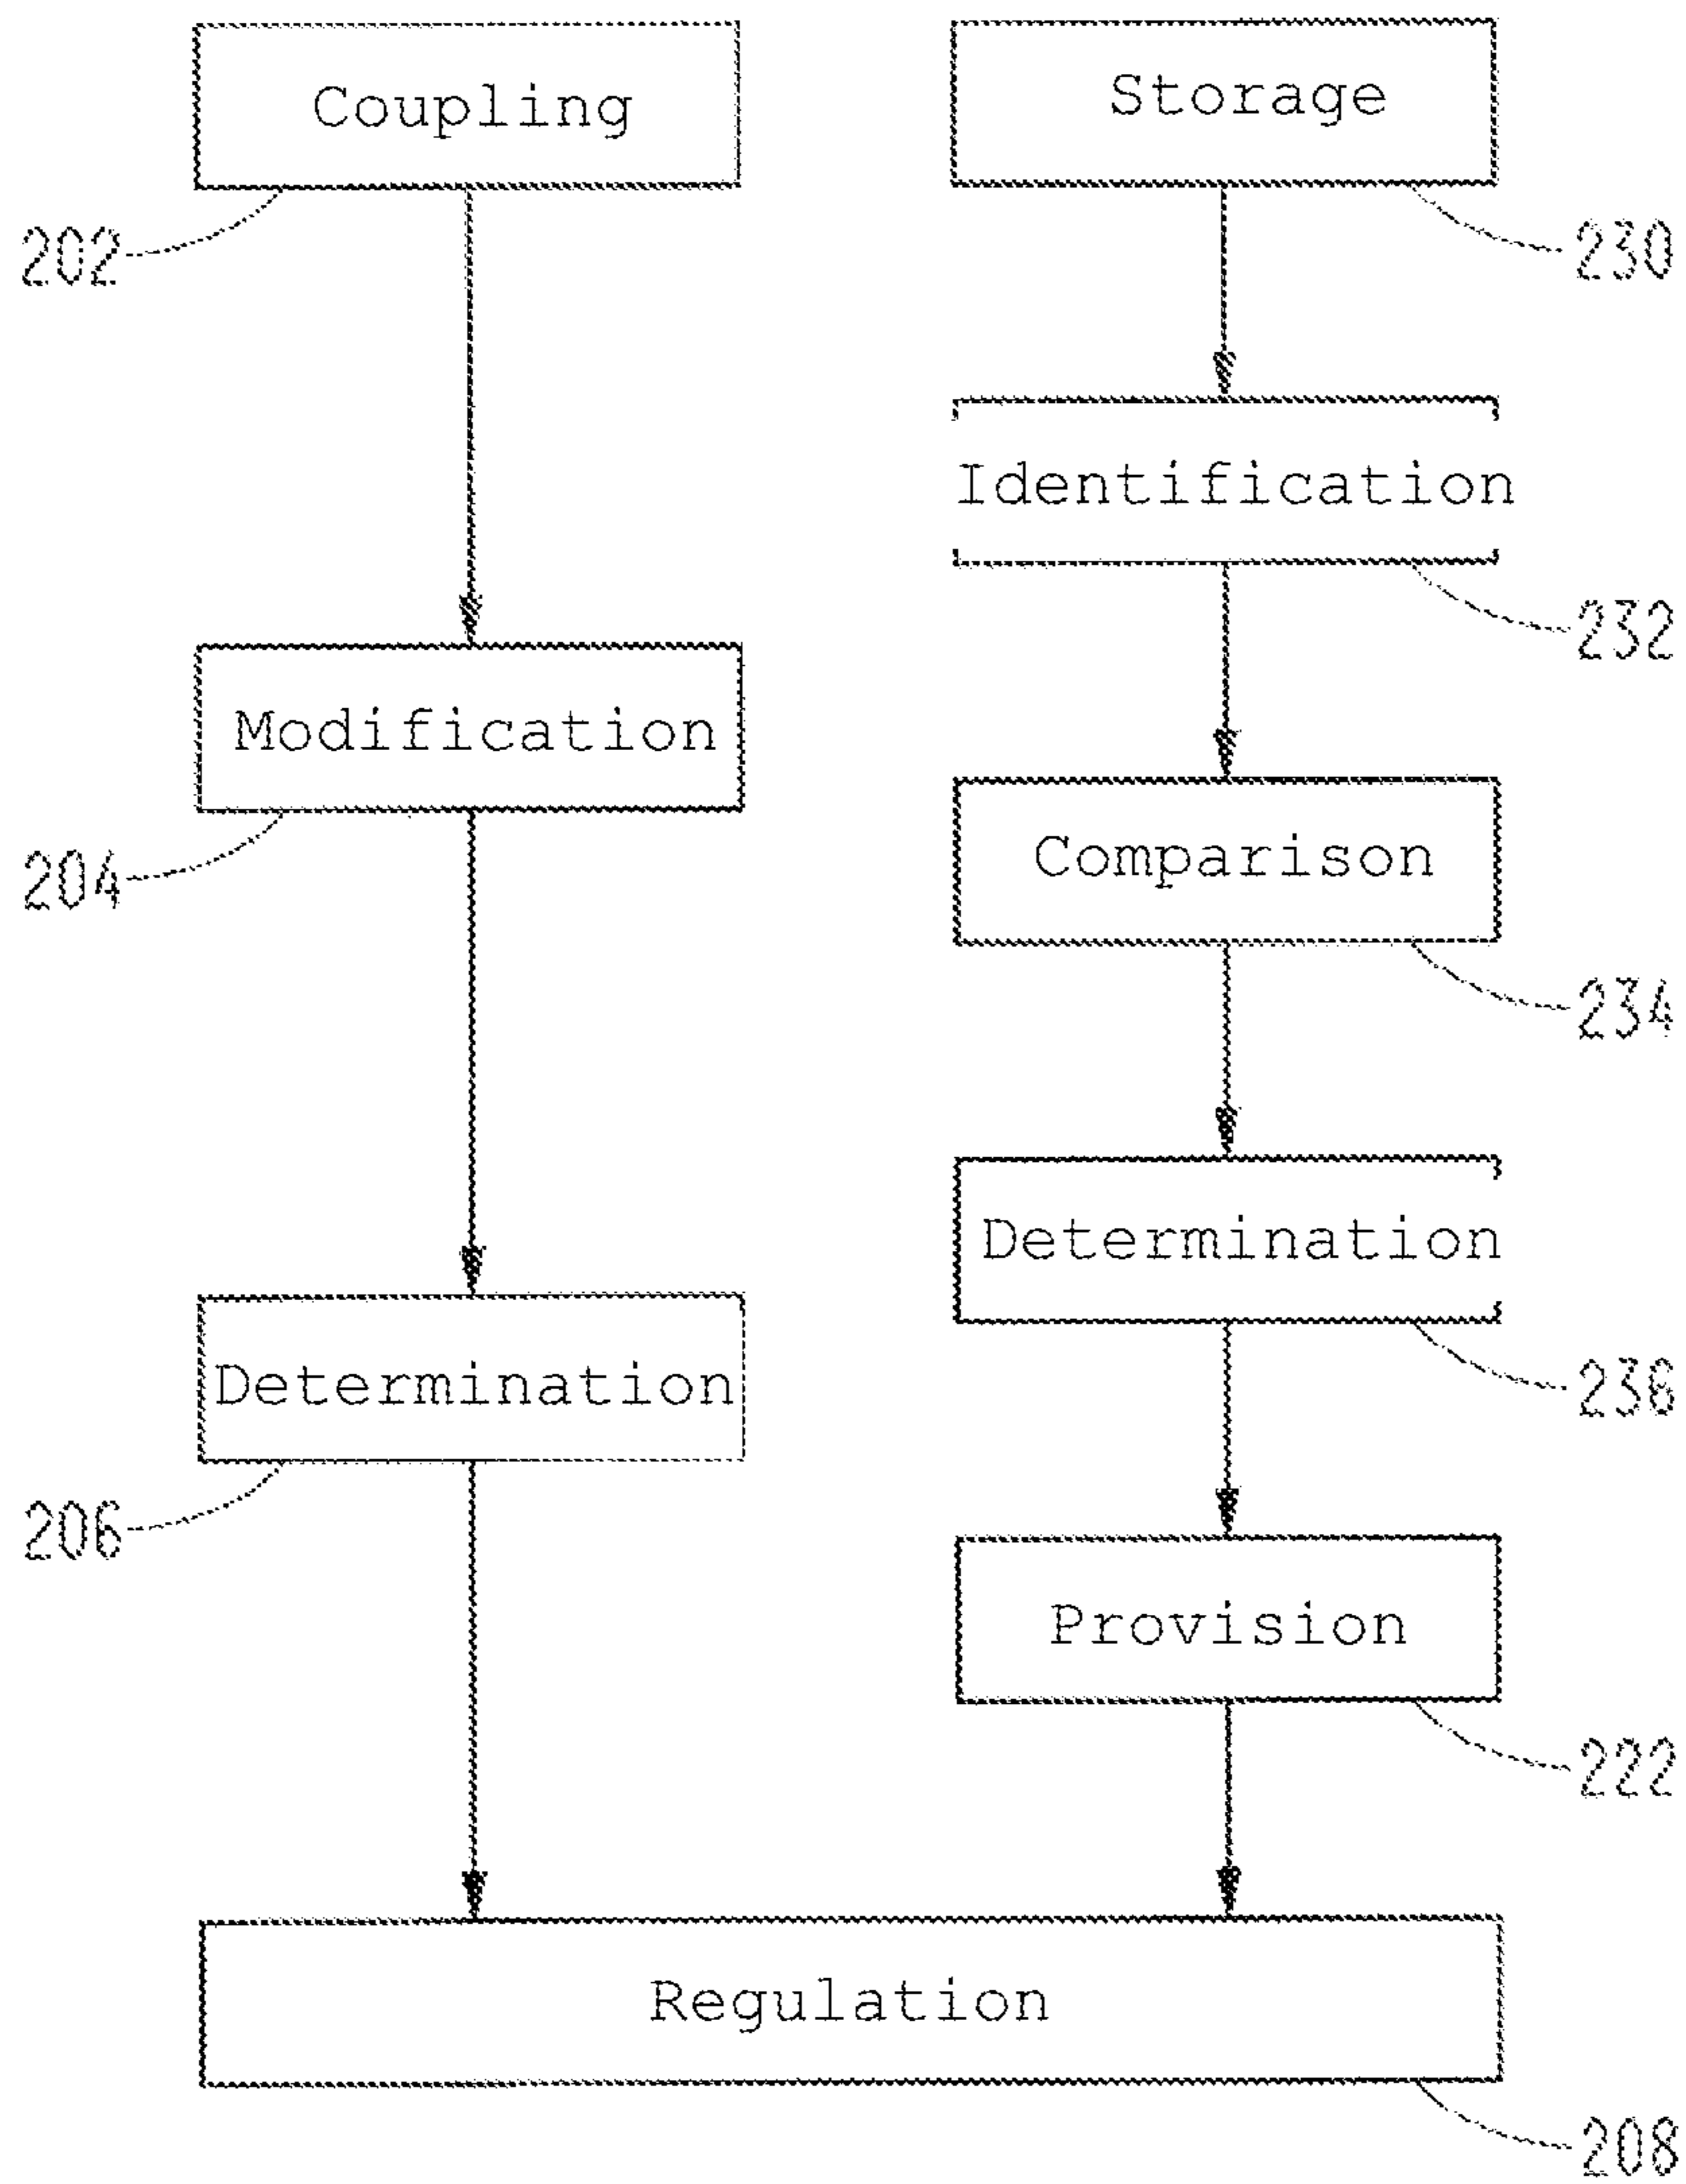 Coupling
202
Modification
204
Determination
206
Storage
230
Identification
232
Comparison
234
Determination
236
Provision
222
Regulation
208